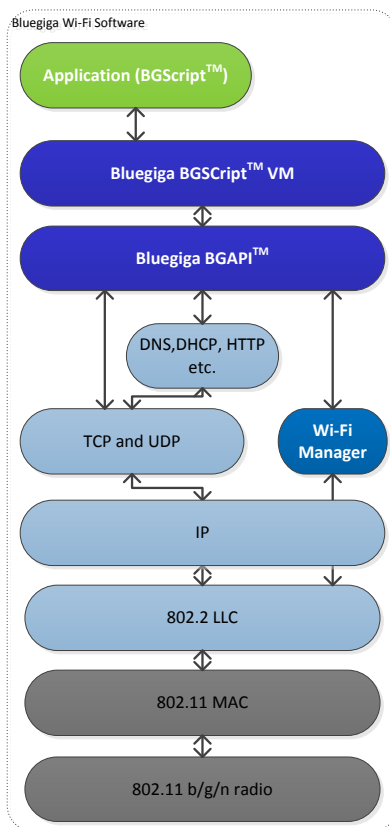 Bluegiga Wi-Fi Software
Application (BGScript™)
Bluegiga BGSCript™ VM
Bluegiga BGAPI™
DNS,DHCP, HTTP
etc.
TCP and UDP
Wi-Fi
Manager
IP
802.2 LLC
802.11 MAC
802.11 b/g/n radio